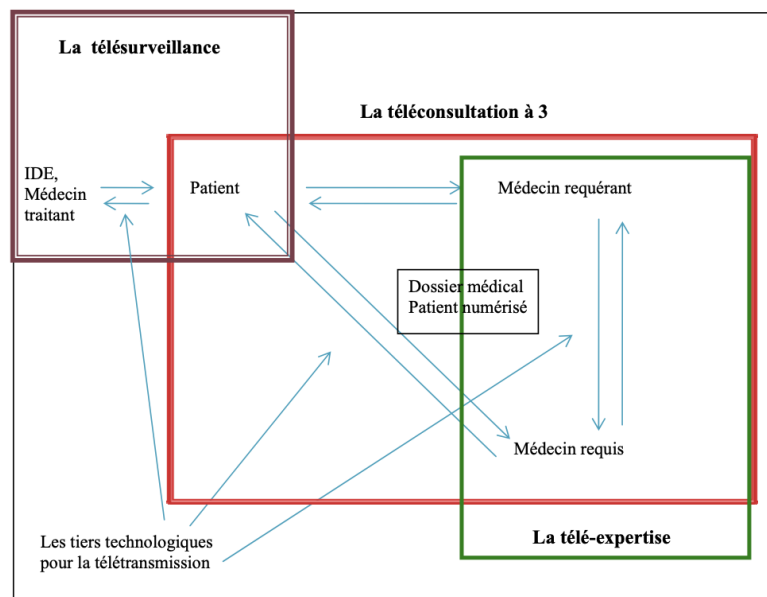 La télésurveillance
La téléconsultation à 3
IDE,
Médecin
traitant
Patient
Médecin requérant
Dossier médical
Patient numérisé
Médecin requis
Les tiers technologiques
pour la télétransmission
La télé-expertise